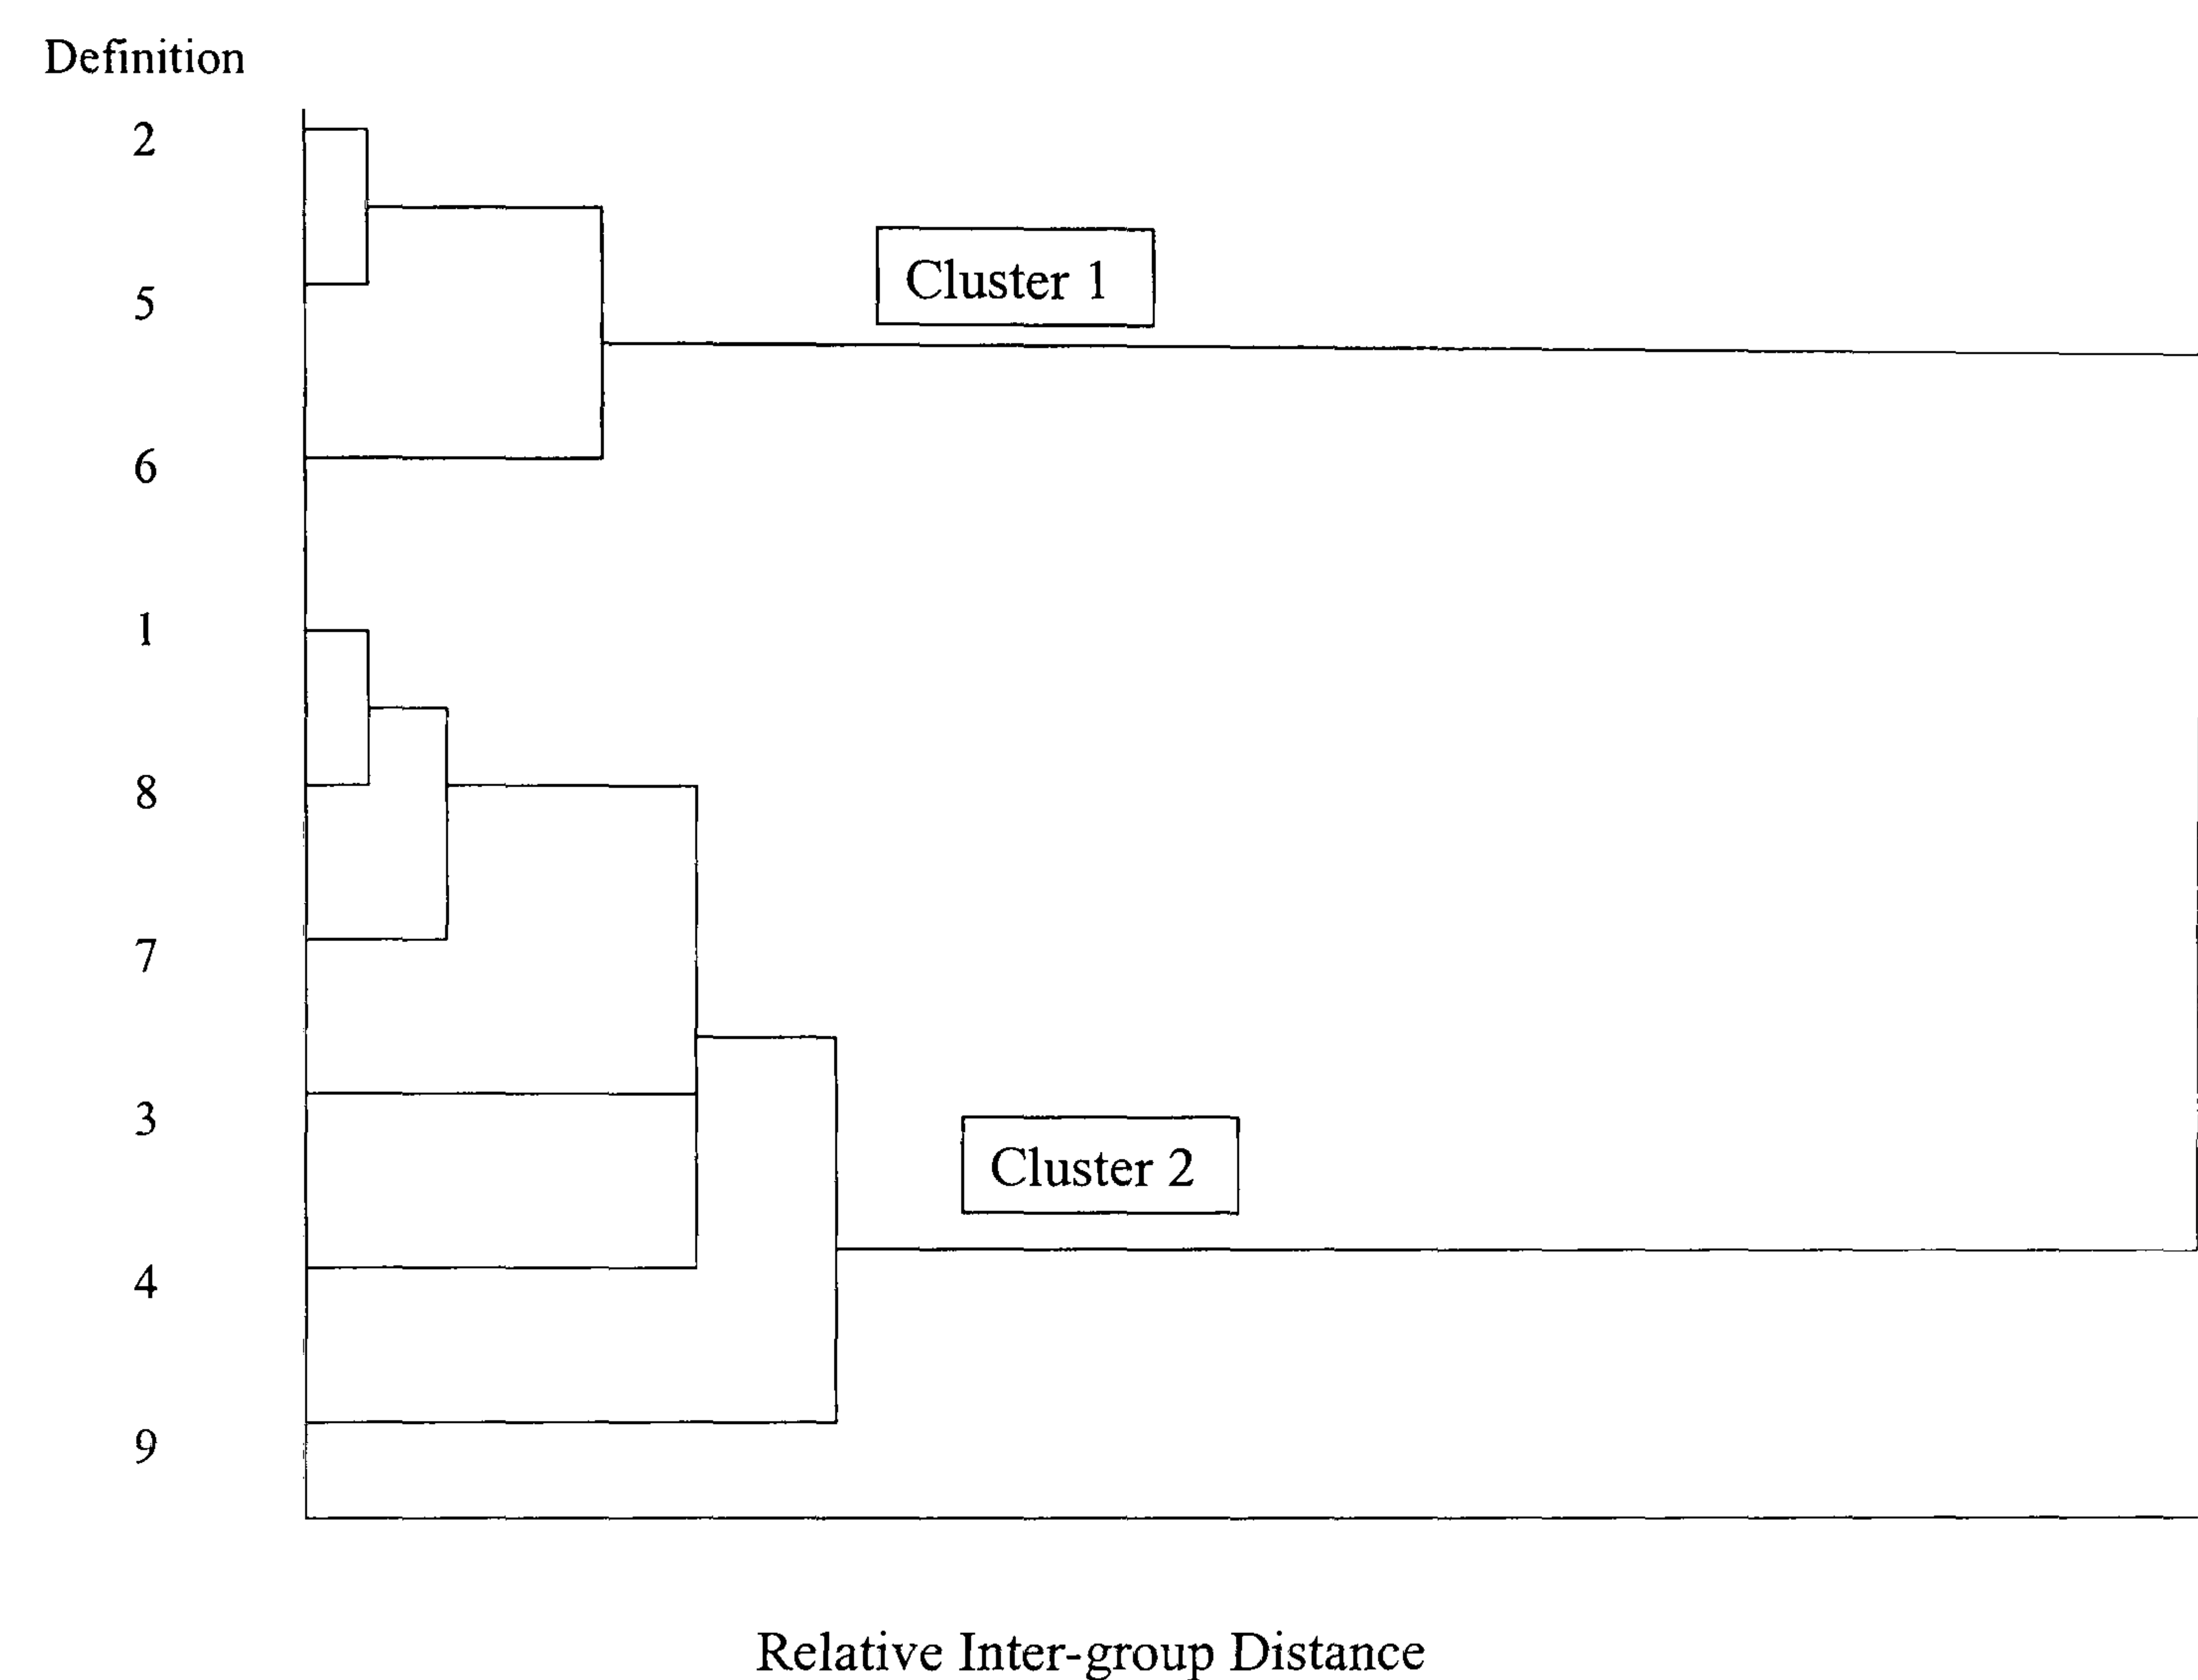 Definition
2
5
Cluster 1
6
1
8
7
3
Cluster 2
4
9
Relative Inter-group Distance